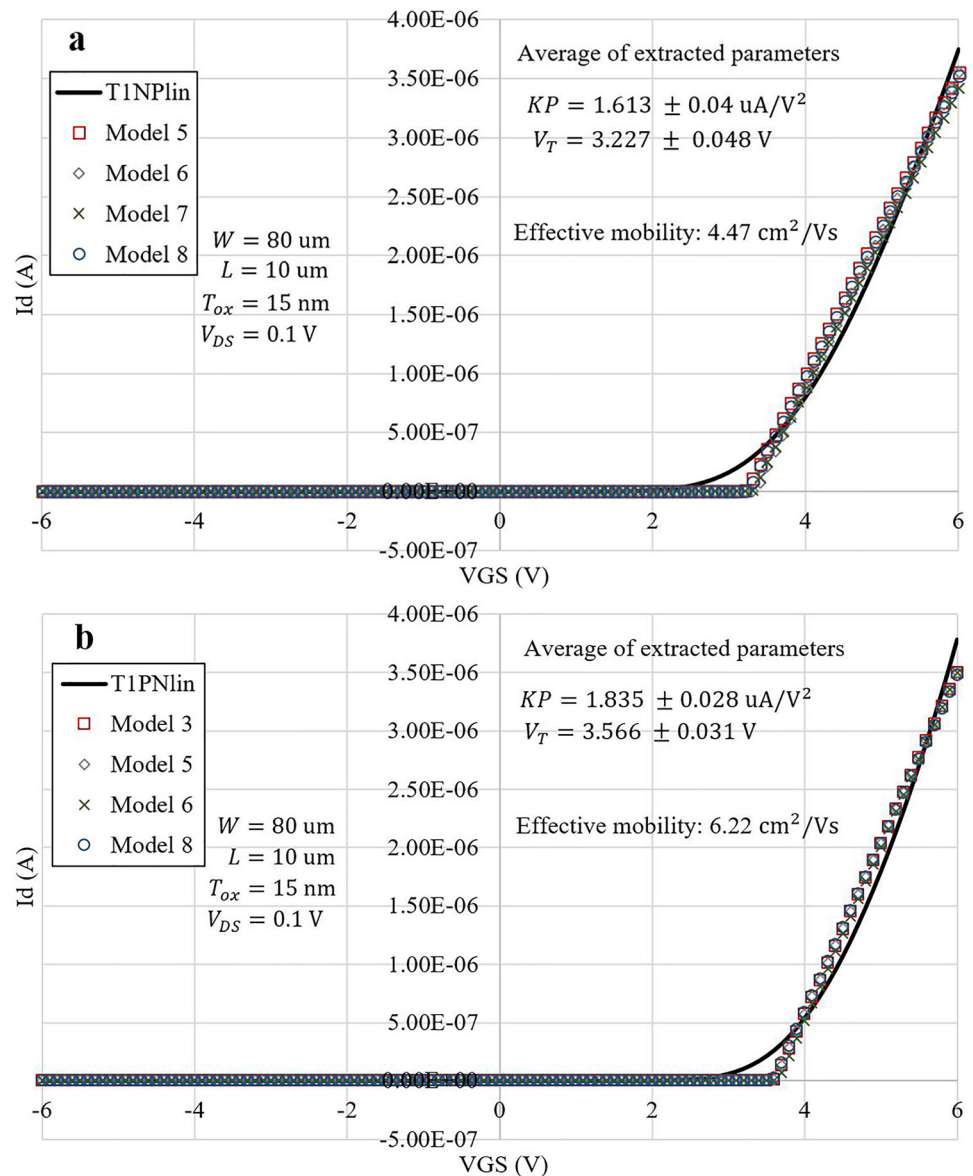 a
4.00E-06
3.50E-06
3.00E-06
2.50E-06
2.00E-06
1.50E-06
1.00E-06
5.00E-07
0.00E+00
-5.00E-07
Id (A)
T1NPlin
Model 5
Model 6
Model 7
Model 8
W = 80 um
L = 10 um
Tox = 15 nm
VDS = 0.1 V
Average of extracted parameters
KP = 1.613 ± 0.04 uA/V²
VT = 3.227 ± 0.048 V
Effective mobility: 4.47 cm²/Vs
-6 -4 -2 0 2 4 6
VGS (V)
b
4.00E-06
3.50E-06
3.00E-06
2.50E-06
2.00E-06
1.50E-06
1.00E-06
5.00E-07
0.00E+00
-5.00E-07
Id (A)
T1PNlin
Model 3
Model 5
Model 6
Model 8
W = 80 um
L = 10 um
Tox = 15 nm
VDS = 0.1 V
Average of extracted parameters
KP = 1.835 ± 0.028 uA/V²
VT = 3.566 ± 0.031 V
Effective mobility: 6.22 cm²/Vs
-6 -4 -2 0 2 4 6
VGS (V)